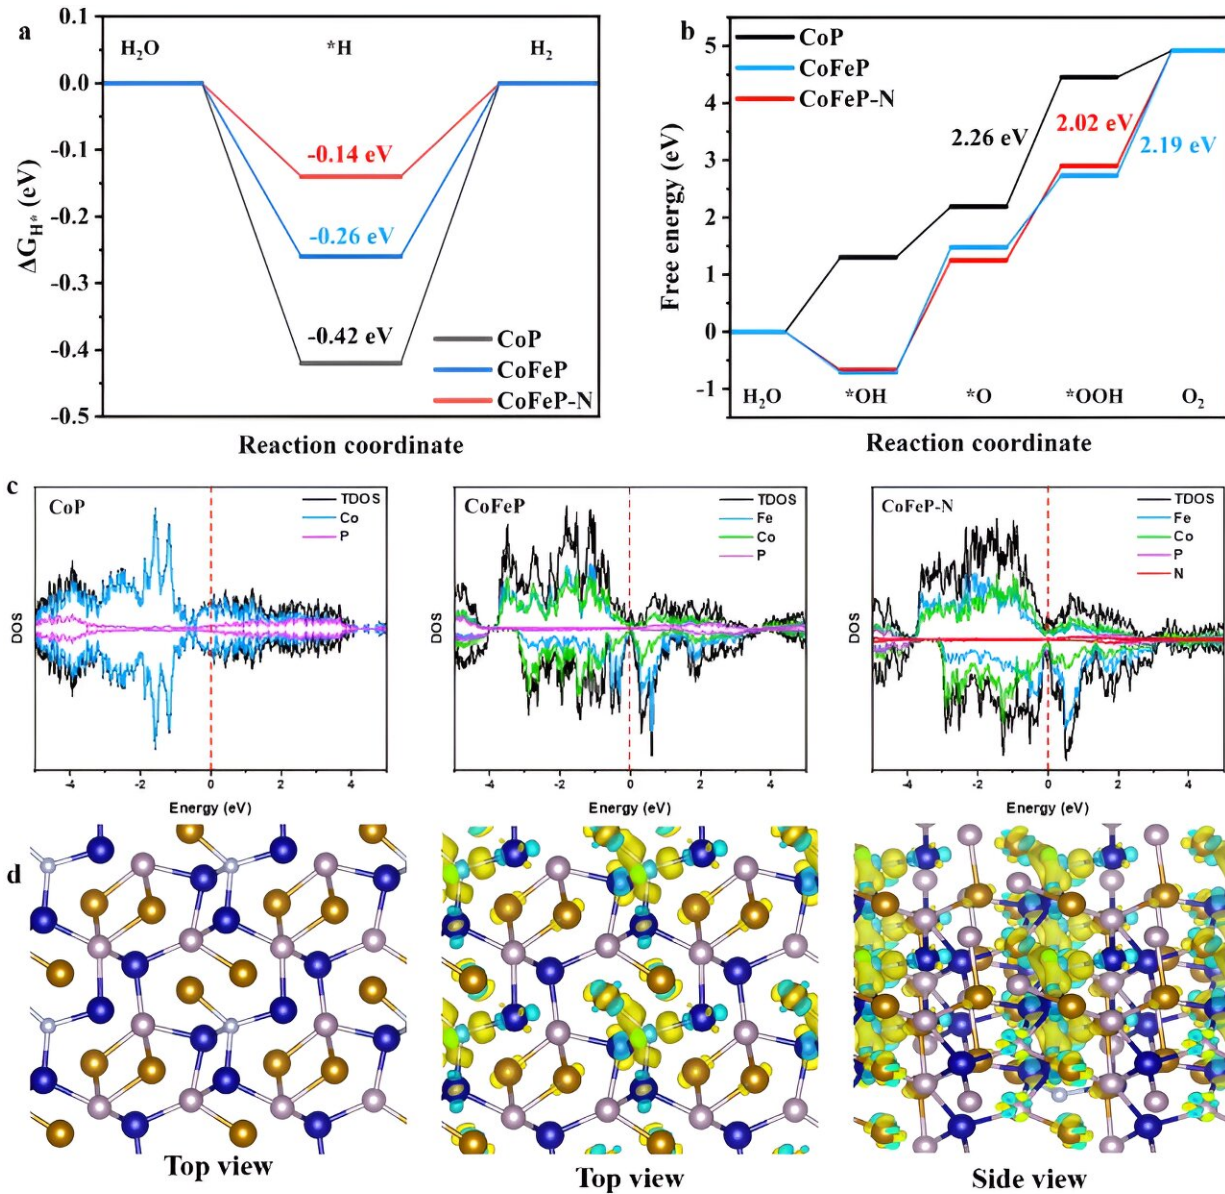 a
H₂O
*H
H₂
0.1
0.0
-0.1
-0.2
-0.3
-0.4
-0.5
ΔG_H* (eV)
-0.14 eV
-0.26 eV
-0.42 eV
CoP
CoFeP
CoFeP-N
Reaction coordinate
b
CoP
CoFeP
CoFeP-N
5
4
3
2
1
0
-1
Free energy (eV)
2.26 eV
2.02 eV
2.19 eV
H₂O
*OH
*O
*OOH
O₂
Reaction coordinate
c
CoP
TDOS
Co
P
DOS
-4 -2 0 2 4
Energy (eV)
CoFeP
TDOS
Fe
Co
P
DOS
-4 -2 0 2 4
Energy (eV)
CoFeP-N
TDOS
Fe
Co
P
N
DOS
-4 -2 0 2 4
Energy (eV)
d
Top view
Top view
Side view